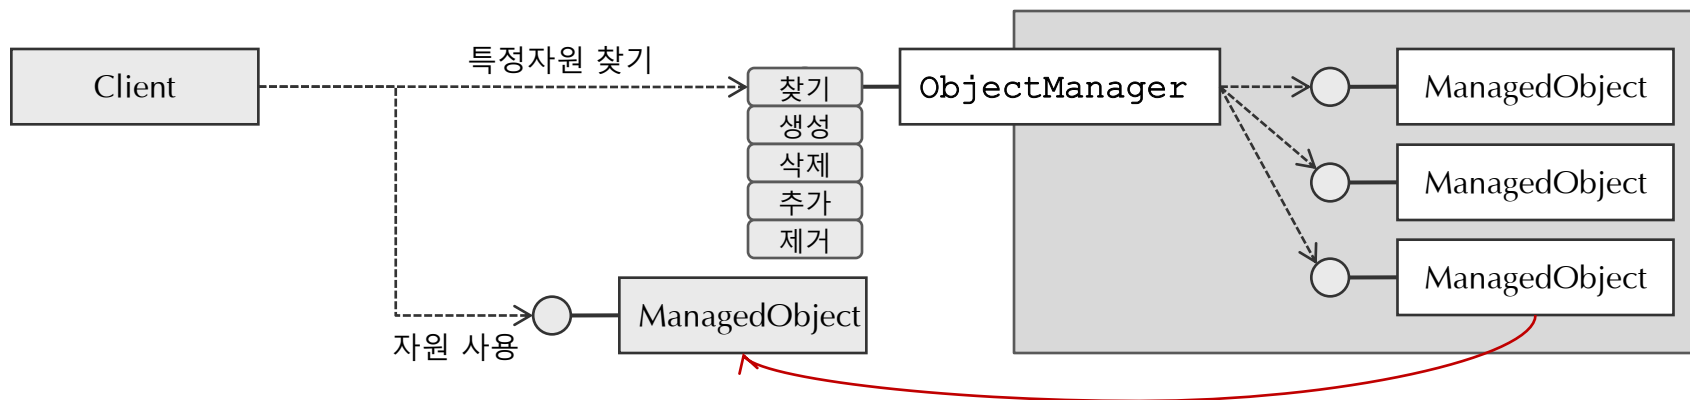 특정자원 찾기
Client
찾기
생성
삭제
추가
제거
ObjectManager
ManagedObject
ManagedObject
ManagedObject
ManagedObject
자원 사용